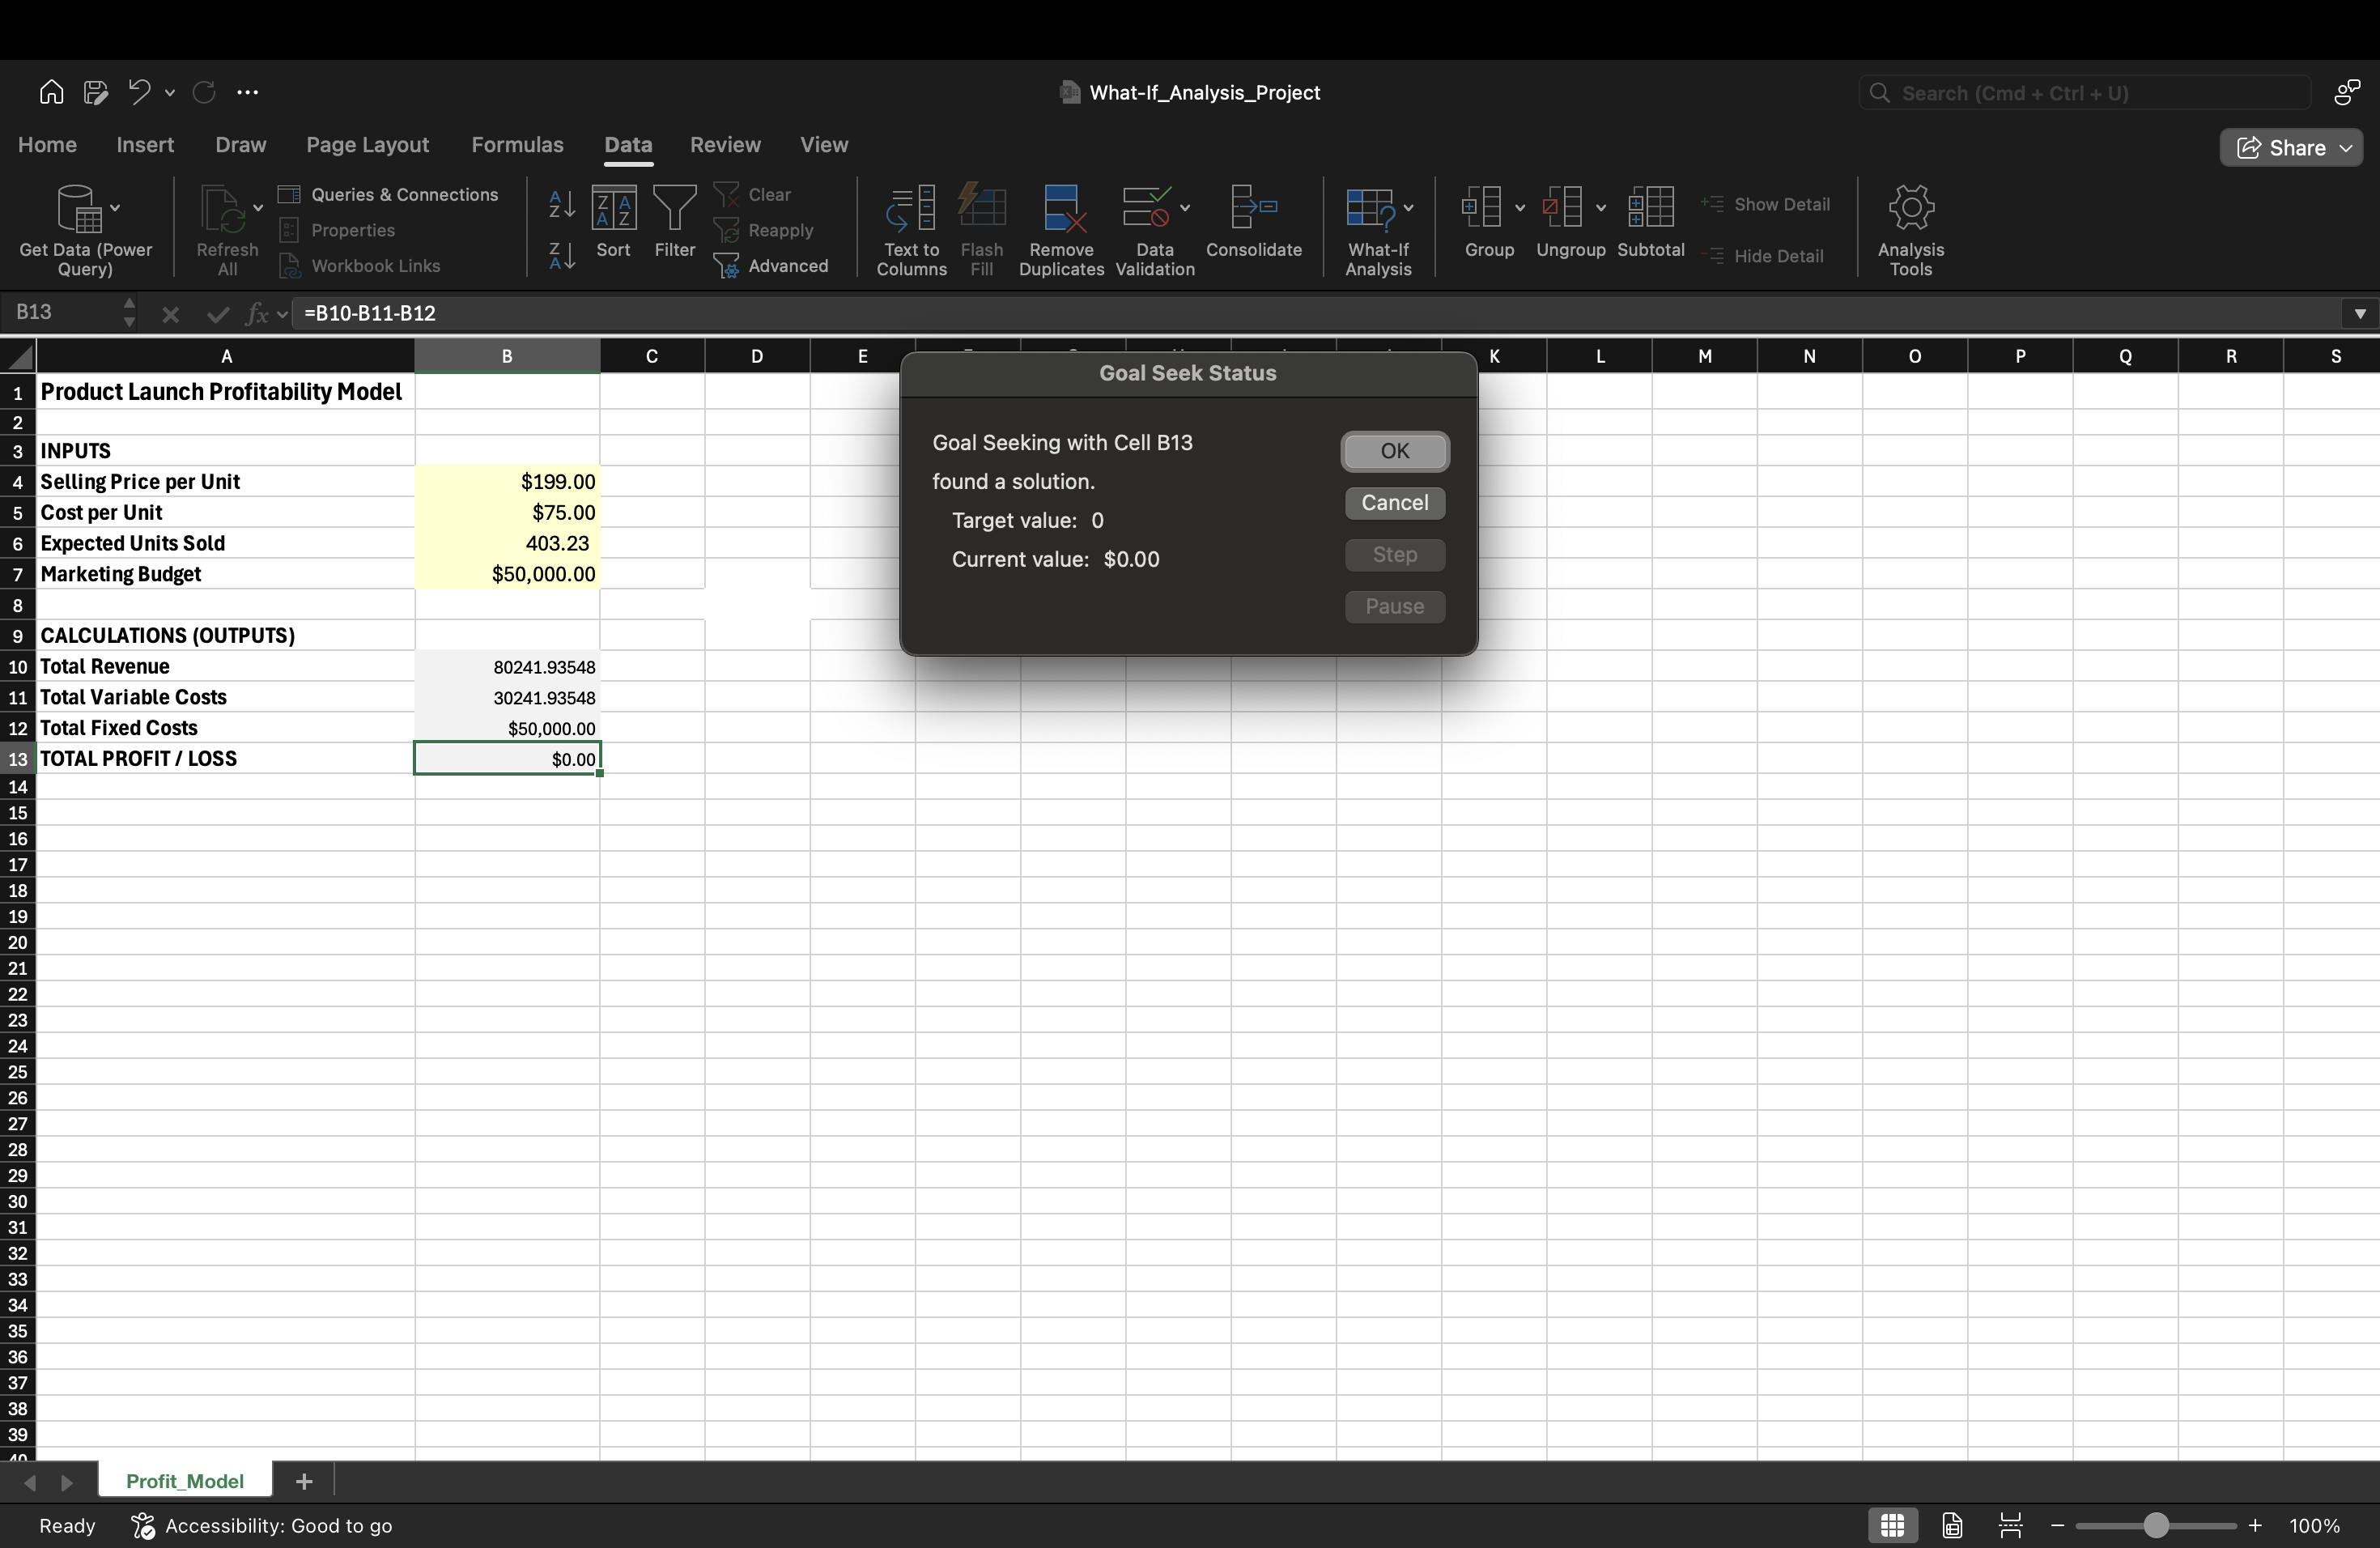 What-If_Analysis_Project
Search (Cmd + Ctrl + U)
Home Insert Draw Page Layout Formulas Data Review View
Share
Get Data (Power Query)
Refresh All
Queries & Connections
Properties
Workbook Links
A Z
Z A
Z A A Z
Sort
Filter
Clear
Reapply
Advanced
Text to Columns
Flash Fill
Remove Duplicates
Data Validation
Consolidate
What-If Analysis
Group
Ungroup
Subtotal
Show Detail
Hide Detail
Analysis Tools
B13 fx =B10-B11-B12
A B C D E K L M N O P Q R S
1 Product Launch Profitability Model
2
3 INPUTS
4 Selling Price per Unit $199.00
5 Cost per Unit $75.00
6 Expected Units Sold 403.23
7 Marketing Budget $50,000.00
8
9 CALCULATIONS (OUTPUTS)
10 Total Revenue 80241.93548
11 Total Variable Costs 30241.93548
12 Total Fixed Costs $50,000.00
13 TOTAL PROFIT / LOSS $0.00
14
15
16
17
18
19
20
21
22
23
24
25
26
27
28
29
30
31
32
33
34
35
36
37
38
39
40
Goal Seek Status
Goal Seeking with Cell B13
found a solution.
Target value: 0
Current value: $0.00
OK
Cancel
Step
Pause
Profit_Model +
Ready
Accessibility: Good to go
100%